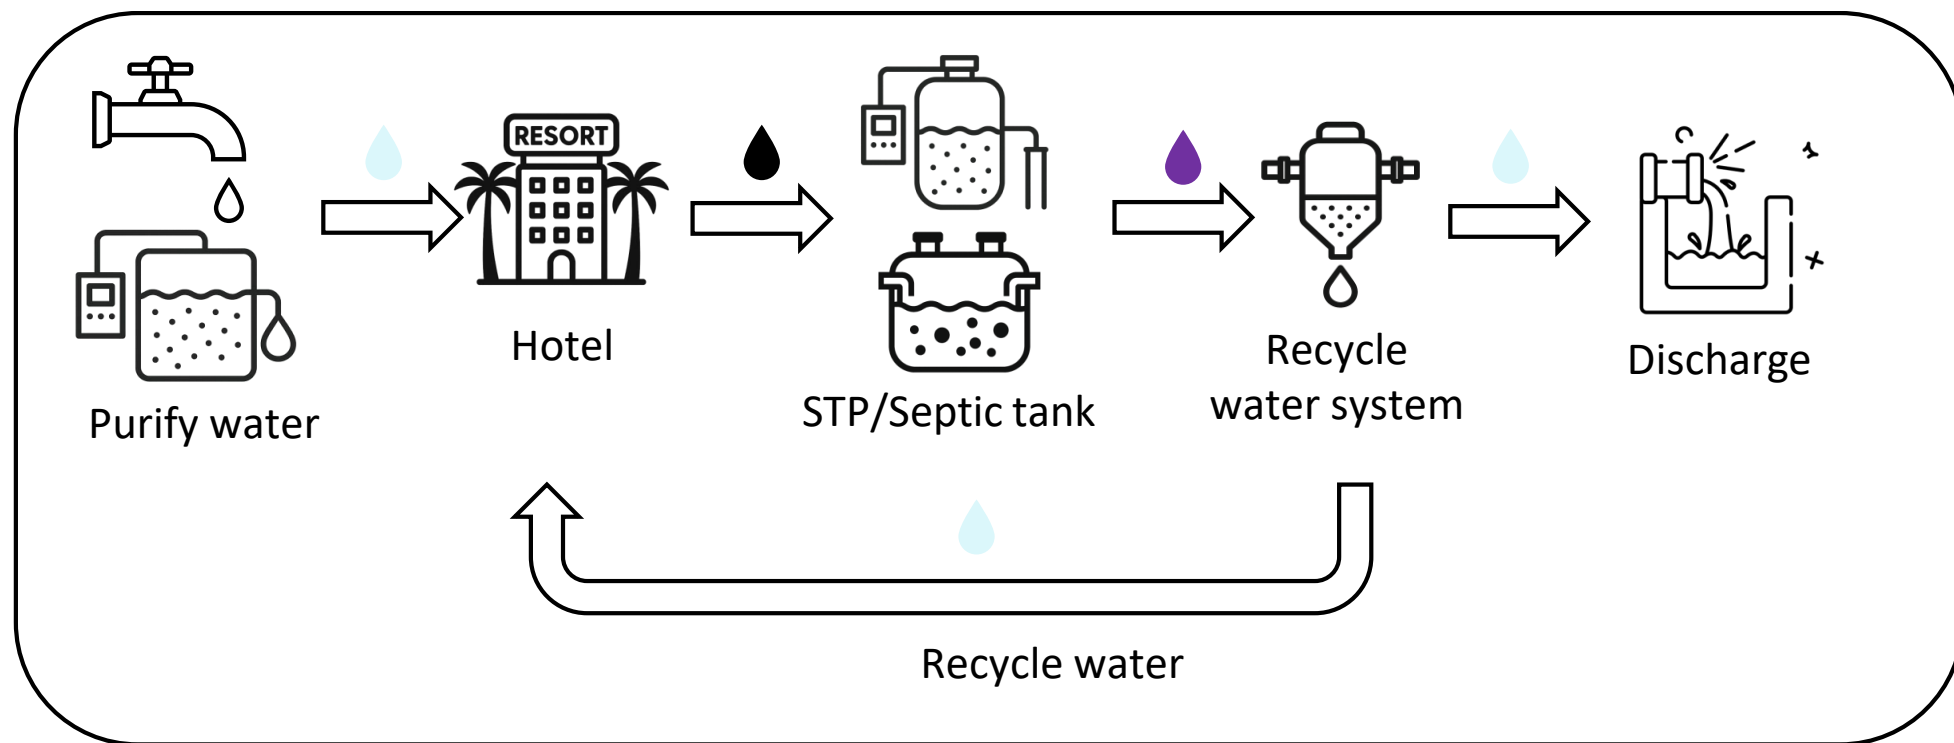 RESORT
Purify water
Hotel
STP/Septic tank
Recycle
water system
Discharge
Recycle water